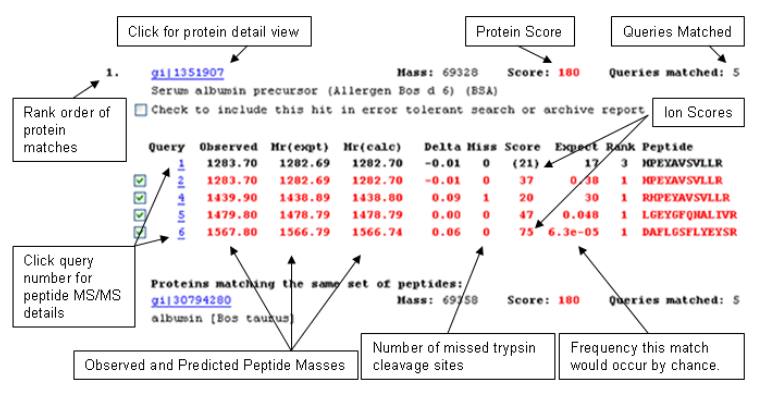 Click for protein detail view
Protein Score
Queries Matched
1. gi|1351907 Mass: 69328 Score: 180 Queries matched: 5
Serum albumin precursor (Allergen Bos d 6) (BSA)
Check to include this hit in error tolerant search or archive report
Rank order of
protein
matches
Ion Scores
Query Observed Mr(expt) Mr(calc) Delta Miss Score Expect Rank Peptide
1 1283.70 1282.69 1282.70 -0.01 0 (21) 17 3 HPEYAVSVLLR
2 1283.70 1282.69 1282.70 -0.01 0 37 0.38 1 HPEYAVSVLLR
4 1439.90 1438.89 1438.80 0.09 1 20 30 1 RHPEYAVSVLLR
5 1479.80 1478.79 1478.79 0.00 0 47 0.048 1 LGEYGFQNALIVR
6 1567.80 1566.79 1566.74 0.06 0 75 6.3e-05 1 DAFLGSFLYEYSR
Click query
number for
peptide MS/MS
details
Proteins matching the same set of peptides:
gi|30794280 Mass: 69358 Score: 180 Queries matched: 5
albumin [Bos taurus]
Observed and Predicted Peptide Masses
Number of missed trypsin
cleavage sites
Frequency this match
would occur by chance.